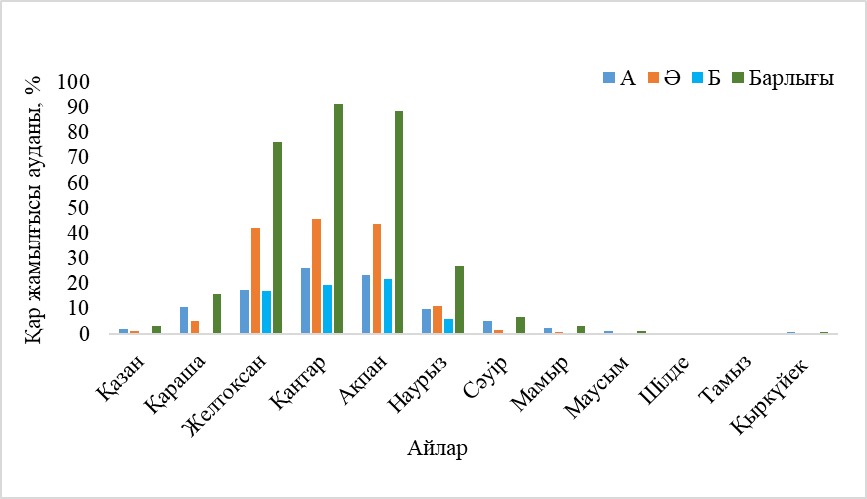 А Ә Б Барлығы
Қар жамылғысы ауданы, %
100
90
80
70
60
50
40
30
20
10
0
Қазан
Қараша
Желтоқсан
Қаңтар
Ақпан
Наурыз
Сәуір
Мамыр
Маусым
Шілде
Тамыз
Қыркүйек
Айлар